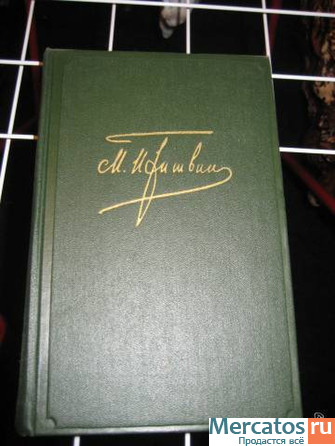 М. Пришвин
Mercatos.ru
Продастся всё